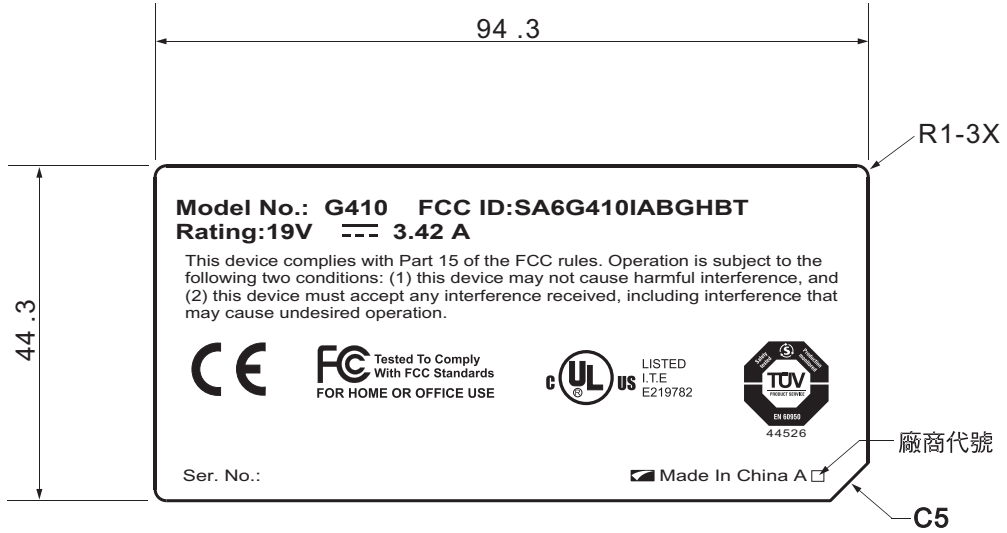 94 .3
R1-3X
44 .3
Model No.: G410 FCC ID:SA6G410IABGHBT
Rating:19V 3.42 A
This device complies with Part 15 of the FCC rules. Operation is subject to the
following two conditions: (1) this device may not cause harmful interference, and
(2) this device must accept any interference received, including interference that
may cause undesired operation.
CE
FC Tested To Comply
With FCC Standards
FOR HOME OR OFFICE USE
C UL US
®
LISTED
I.T.E
E219782
Safety tested
S
Production monitored
TÜV
PRODUCT SERVICE
EN 60950
44526
廠商代號
Ser. No.:
Made In China A
C5